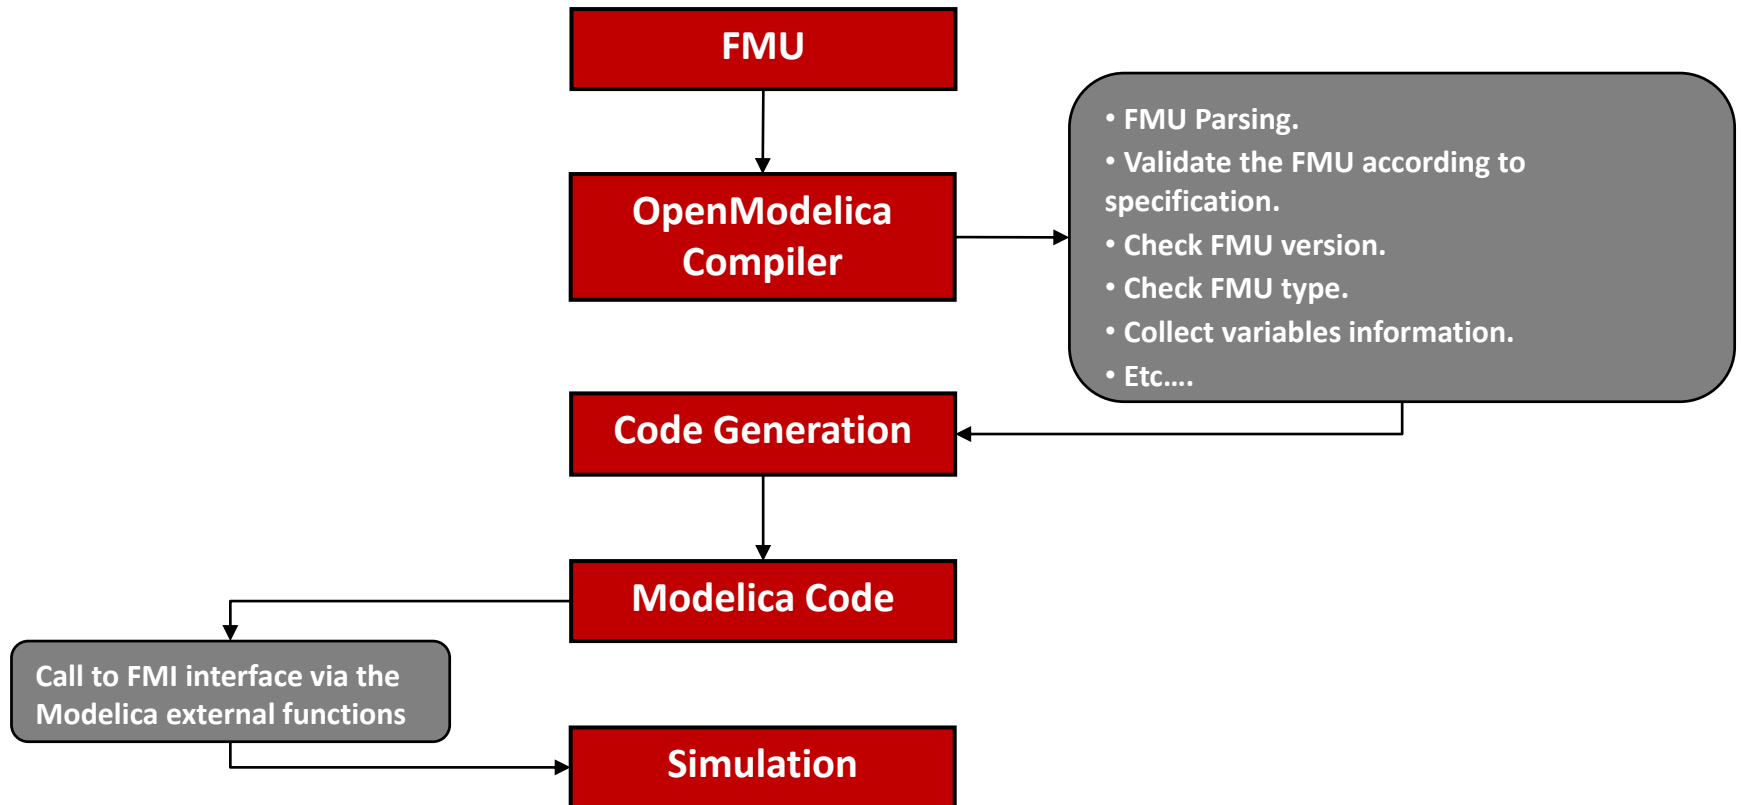 FMU
OpenModelica
Compiler
• FMU Parsing.
• Validate the FMU according to
specification.
• Check FMU version.
• Check FMU type.
• Collect variables information.
• Etc….
Code Generation
Modelica Code
Call to FMI interface via the
Modelica external functions
Simulation